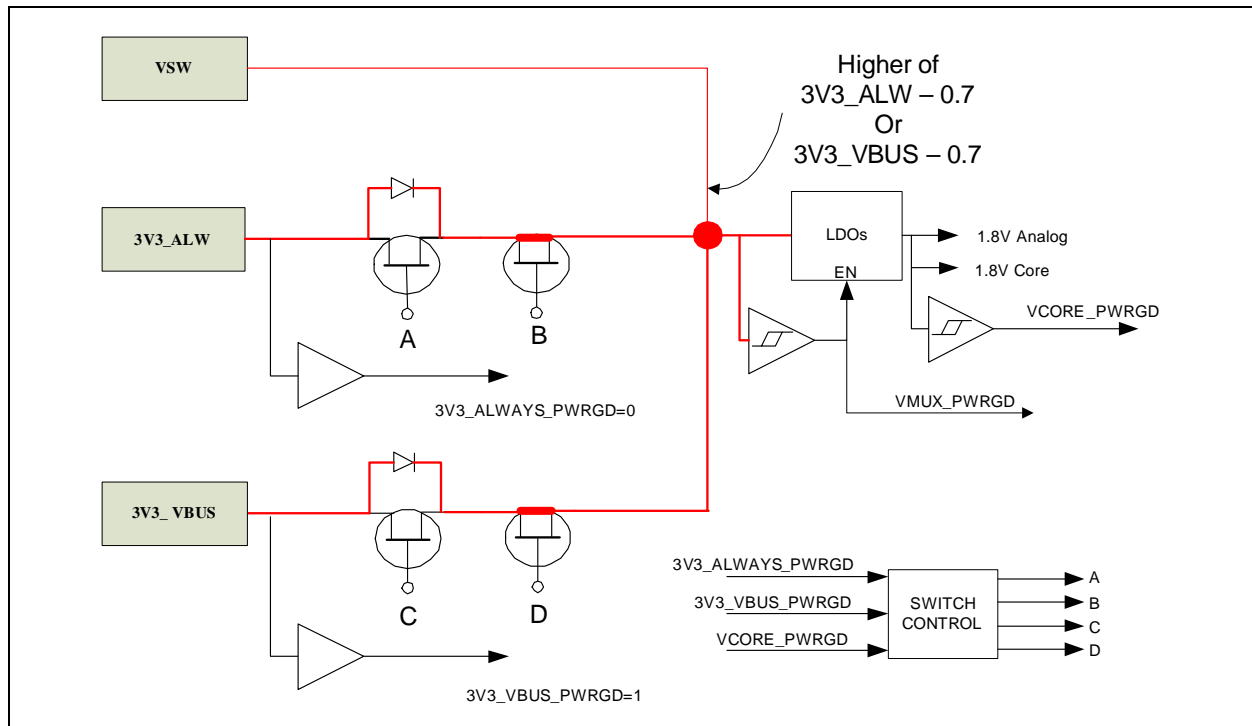 VSW
Higher of
3V3_ALW – 0.7
Or
3V3_VBUS – 0.7
3V3_ALW
A
B
3V3_ALWAYS_PWRGD=0
LDOs
EN
1.8V Analog
1.8V Core
VCORE_PWRGD
VMUX_PWRGD
3V3_ VBUS
C
D
3V3_VBUS_PWRGD=1
3V3_ALWAYS_PWRGD
3V3_VBUS_PWRGD
VCORE_PWRGD
SWITCH
CONTROL
A
B
C
D